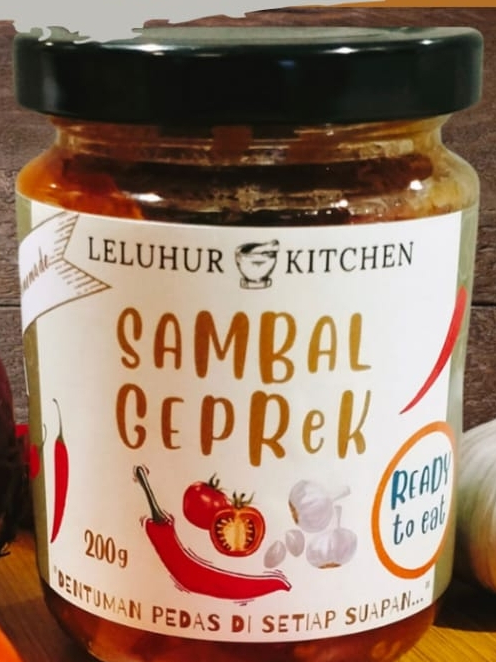 LELUHUR KITCHEN
SAMBAL
GEPReK
READY
to eat
200g
"DENTUMAN PEDAS DI SETIAP SUAPAN..."